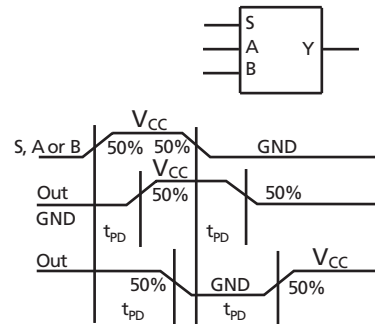 S
A Y
B
VCC
S, A or B 50% 50% GND
VCC
Out 50% 50%
GND
tPD tPD
Out VCC
50% GND 50%
tPD tPD